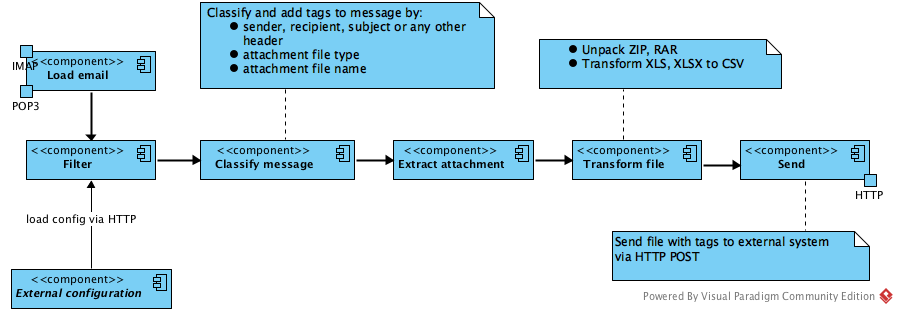 Classify and add tags to message by:
● sender, recipient, subject or any other
header
● attachment file type
● attachment file name
● Unpack ZIP, RAR
● Transform XLS, XLSX to CSV
<<component>>
Load email
IMAP
POP3
<<component>>
Filter
<<component>>
Classify message
<<component>>
Extract attachment
<<component>>
Transform file
<<component>>
Send
HTTP
load config via HTTP
Send file with tags to external system
via HTTP POST
<<component>>
External configuration
Powered By Visual Paradigm Community Edition